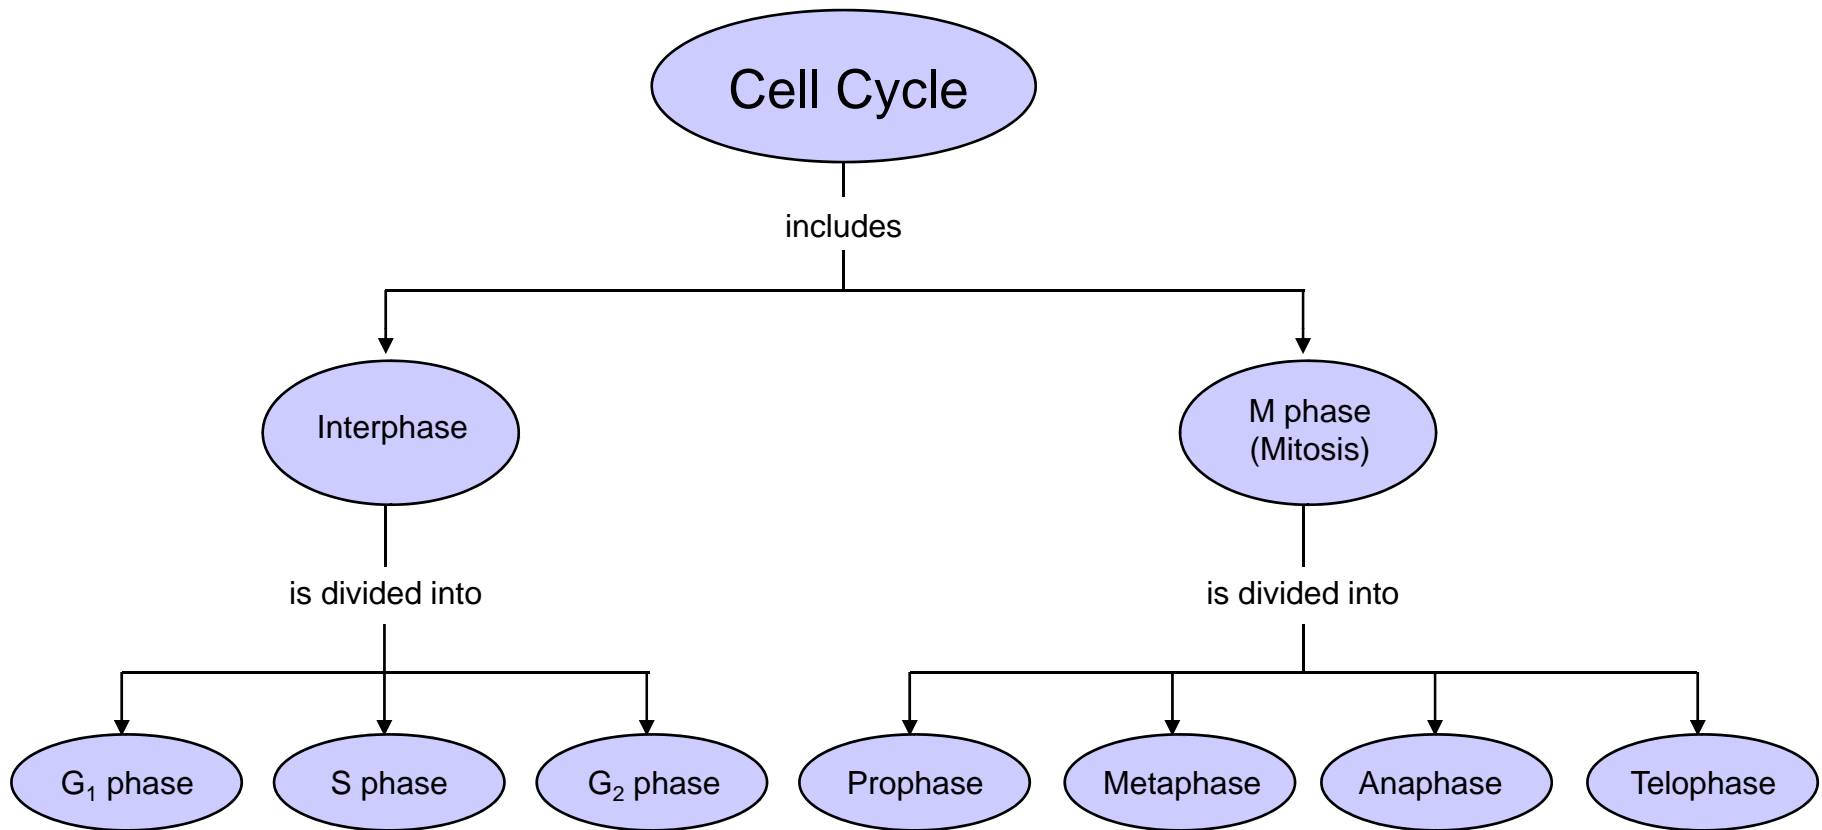 Cell Cycle
includes
Interphase
M phase
(Mitosis)
is divided into
is divided into
G₁ phase
S phase
G₂ phase
Prophase
Metaphase
Anaphase
Telophase